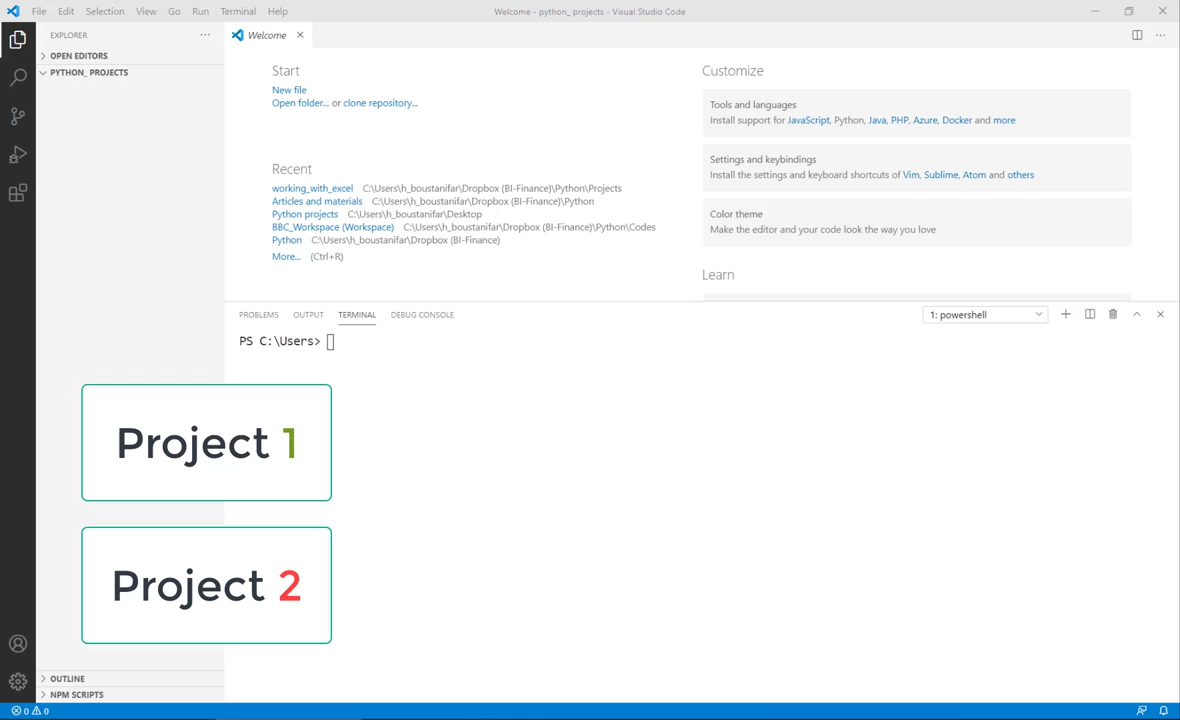 File Edit Selection View Go Run Terminal Help
Welcome - python_ projects - Visual Studio Code
EXPLORER
OPEN EDITORS
PYTHON_ PROJECTS
Welcome
Start
New file
Open folder... or clone repository...
Recent
working_with_excel C:\Users\h_boustanifar\Dropbox (BI-Finance)\Python\Projects
Articles and materials C:\Users\h_boustanifar\Dropbox (BI-Finance)\Python
Python projects C:\Users\h_boustanifar\Desktop
BBC_Workspace (Workspace) C:\Users\h_boustanifar\Dropbox (BI-Finance)\Python\Codes
Python C:\Users\h_boustanifar\Dropbox (BI-Finance)
More... (Ctrl+R)
Customize
Tools and languages
Install support for JavaScript, Python, Java, PHP, Azure, Docker and more
Settings and keybindings
Install the settings and keyboard shortcuts of Vim, Sublime, Atom and others
Color theme
Make the editor and your code look the way you love
Learn
PROBLEMS OUTPUT TERMINAL DEBUG CONSOLE
1: powershell
PS C:\Users>
Project 1
Project 2
OUTLINE
NPM SCRIPTS
0 0